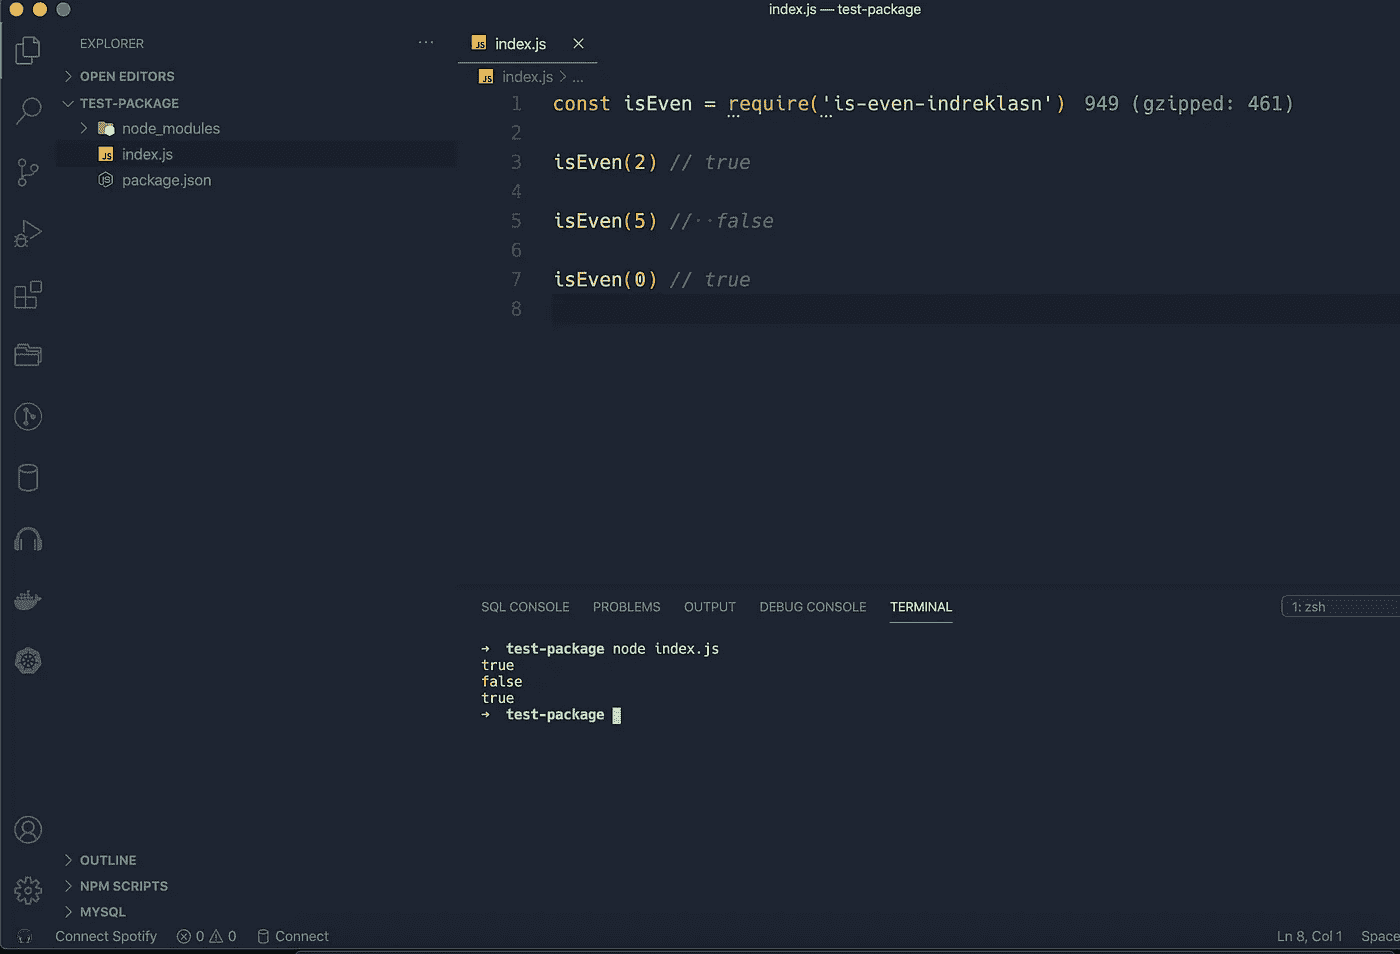 index.js — test-package
EXPLORER ···
OPEN EDITORS
TEST-PACKAGE
node_modules
JS index.js
JS package.json
JS index.js ×
JS index.js > ...
1 const isEven = require('is-even-indreklasn') 949 (gzipped: 461)
2
3 isEven(2) // true
4
5 isEven(5) //··false
6
7 isEven(0) // true
8
SQL CONSOLE PROBLEMS OUTPUT DEBUG CONSOLE TERMINAL 1: zsh
→ test-package node index.js
true
false
true
→ test-package
OUTLINE
NPM SCRIPTS
MYSQL
Connect Spotify 0 0 Connect Ln 8, Col 1 Space